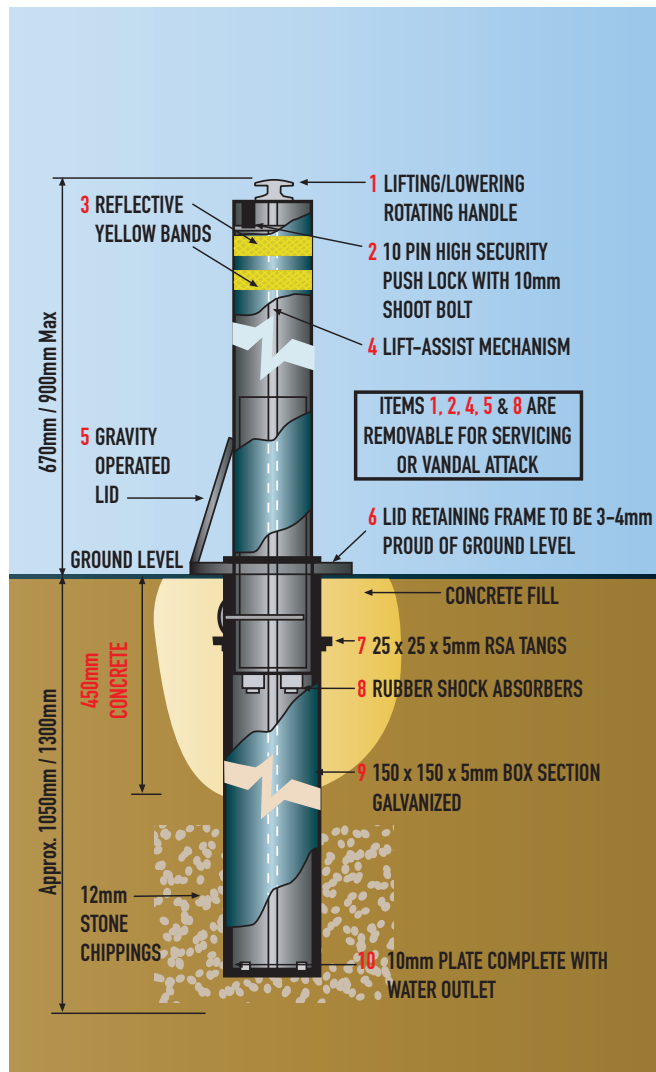 1 LIFTING/LOWERING
ROTATING HANDLE
3 REFLECTIVE
YELLOW BANDS
2 10 PIN HIGH SECURITY
PUSH LOCK WITH 10mm
SHOOT BOLT
4 LIFT-ASSIST MECHANISM
670mm / 900mm Max
ITEMS 1, 2, 4, 5 & 8 ARE
REMOVABLE FOR SERVICING
OR VANDAL ATTACK
5 GRAVITY
OPERATED
LID
6 LID RETAINING FRAME TO BE 3-4mm
PROUD OF GROUND LEVEL
GROUND LEVEL
CONCRETE FILL
7 25 x 25 x 5mm RSA TANGS
450mm
CONCRETE
8 RUBBER SHOCK ABSORBERS
9 150 x 150 x 5mm BOX SECTION
GALVANIZED
Approx. 1050mm / 1300mm
12mm
STONE
CHIPPINGS
10 10mm PLATE COMPLETE WITH
WATER OUTLET